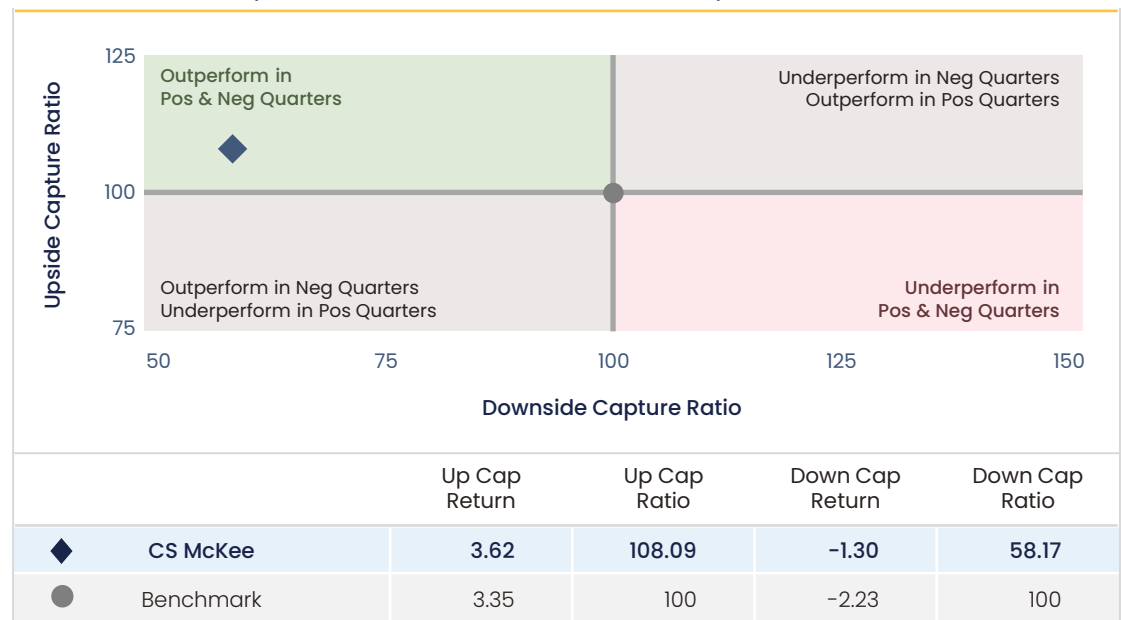 125
Outperform in
Pos & Neg Quarters
Underperform in Neg Quarters
Outperform in Pos Quarters
Upside Capture Ratio
100
Outperform in Neg Quarters
Underperform in Pos Quarters
Underperform in
Pos & Neg Quarters
75
50 75 100 125 150
Downside Capture Ratio
Up Cap Return Up Cap Ratio Down Cap Return Down Cap Ratio
CS McKee 3.62 108.09 -1.30 58.17
Benchmark 3.35 100 -2.23 100